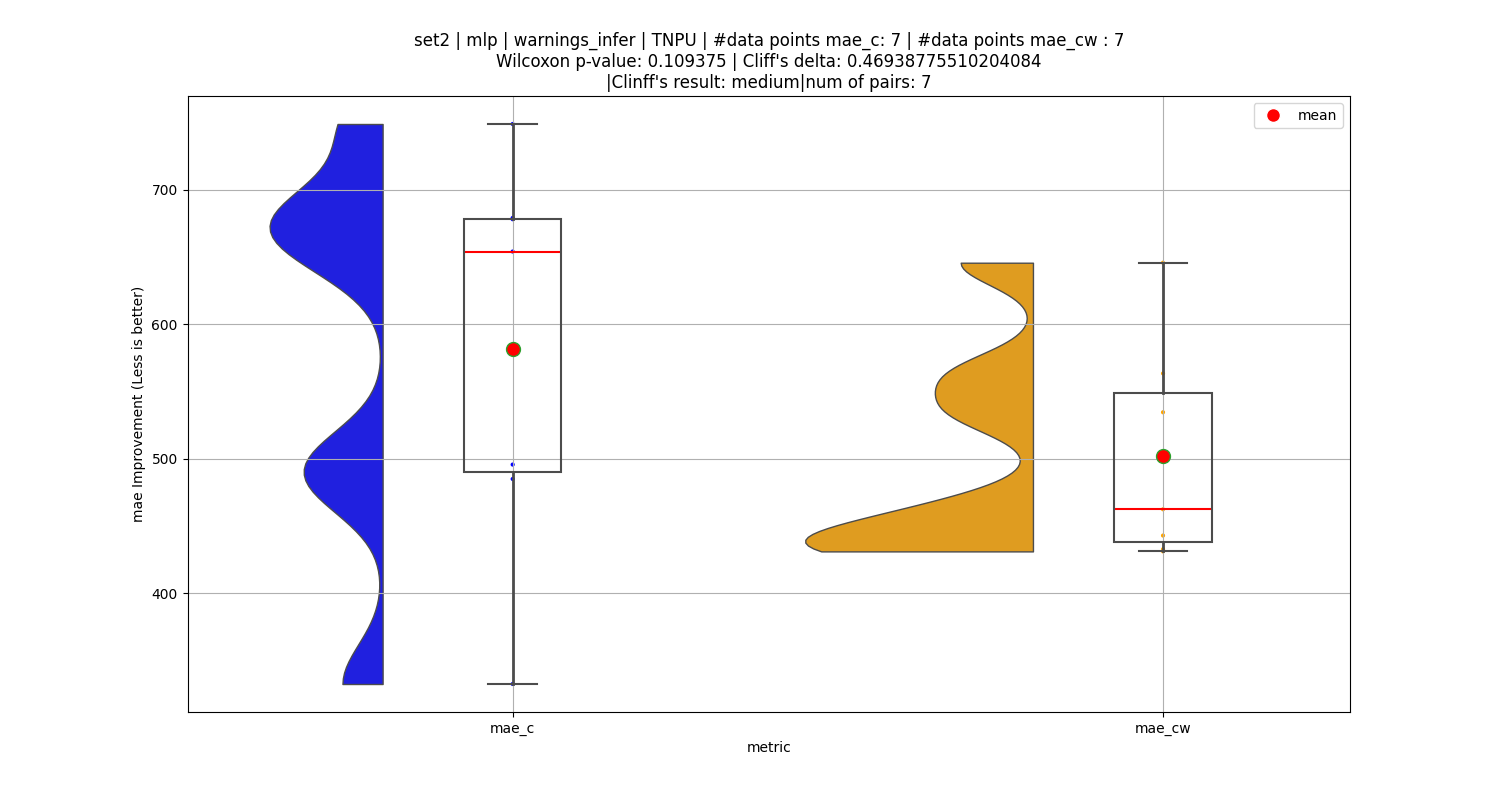 set2 | mlp | warnings_infer | TNPU | #data points mae_c: 7 | #data points mae_cw : 7
Wilcoxon p-value: 0.109375 | Cliff's delta: 0.46938775510204084
|Clinff's result: medium|num of pairs: 7
mean
700
600
500
400
mae Improvement (Less is better)
mae_c
mae_cw
metric